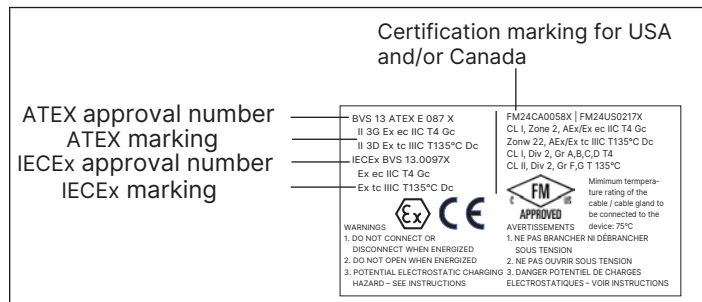 Certification marking for USA
and/or Canada
ATEX approval number
ATEX marking
IECEx approval number
IECEx marking
BVS 13 ATEX E 087 X
II 3G Ex ec IIC T4 Gc
II 3D Ex tc IIIC T135°C Dc
IECEx BVS 13.0097X
Ex ec IIC T4 Gc
Ex tc IIIC T135°C Dc
Ex CE
WARNINGS
1. DO NOT CONNECT OR
DISCONNECT WHEN ENERGIZED
2. DO NOT OPEN WHEN ENERGIZED
3. POTENTIAL ELECTROSTATIC CHARGING
HAZARD – SEE INSTRUCTIONS
FM24CA0058X | FM24US0217X
CL I, Zone 2, AEx/Ex ec IIC T4 Gc
Zonw 22, AEx/Ex tc IIIC T135°C Dc
CL I, Div 2, Gr A,B,C,D T4
CL II, Div 2, Gr F,G T 135°C
C FM US
APPROVED
Minimum termpera-
ture rating of the
cable / cable gland to
be connected to the
device: 75°C
AVERTISSEMENTS
1. NE PAS BRANCHER NI DÉBRANCHER
SOUS TENSION
2. NE PAS OUVRIR SOUS TENSION
3. DANGER POTENTIEL DE CHARGES
ELECTROSTATIQUES – VOIR INSTRUCTIONS